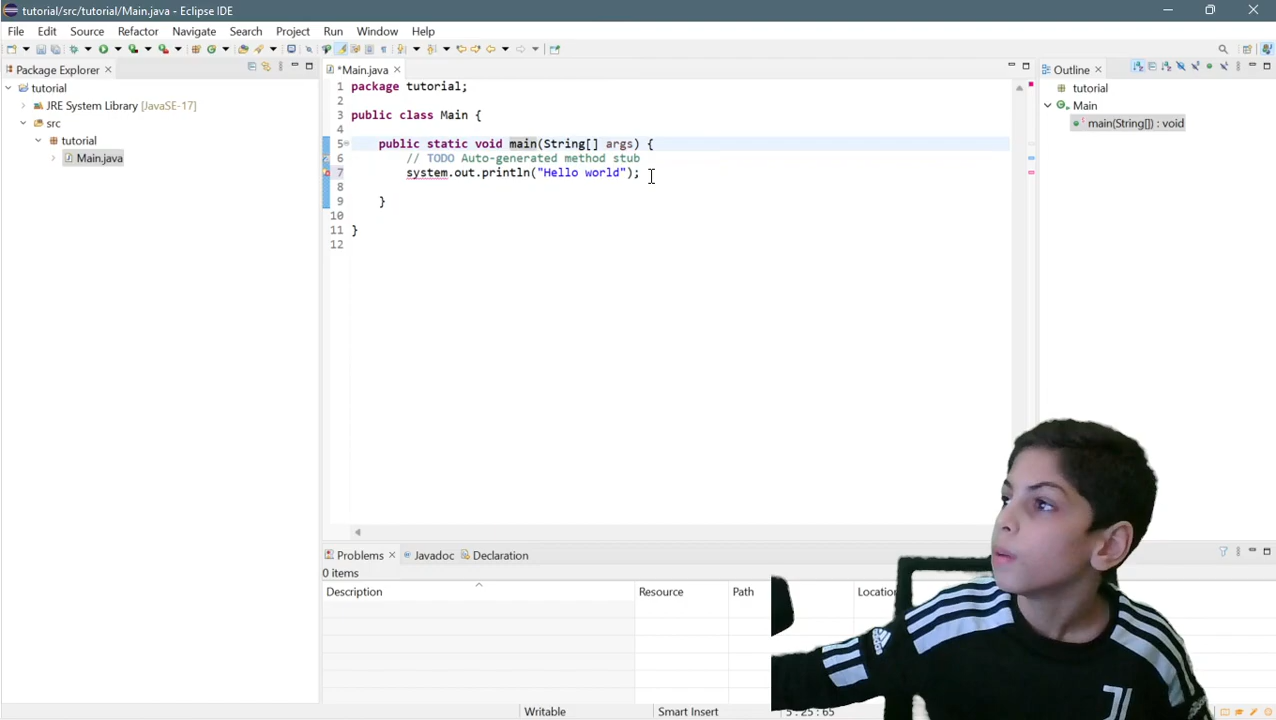 tutorial/src/tutorial/Main.java - Eclipse IDE
File Edit Source Refactor Navigate Search Project Run Window Help
Package Explorer
*Main.java
Outline
tutorial
JRE System Library [JavaSE-17]
src
tutorial
Main.java
1 package tutorial;
2
3 public class Main {
4
5 public static void main(String[] args) {
6 // TODO Auto-generated method stub
7 system.out.println("Hello world");
8
9 }
10
11 }
12
tutorial
Main
main(String[]) : void
Problems Javadoc Declaration
0 items
Description Resource Path
Writable Smart Insert